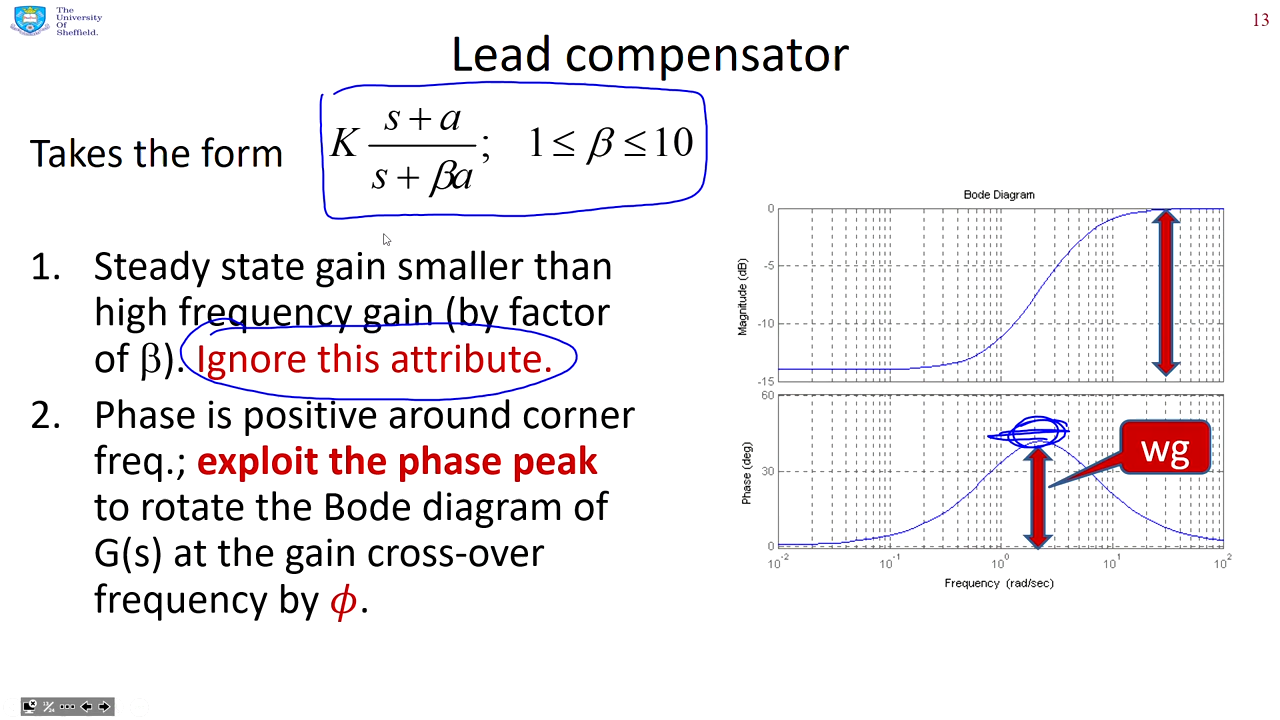 The
University
Of
Sheffield.
13
Lead compensator
Takes the form K (s + a)/(s + βa); 1 ≤ β ≤ 10
1. Steady state gain smaller than
high frequency gain (by factor
of β). Ignore this attribute.
2. Phase is positive around corner
freq.; exploit the phase peak
to rotate the Bode diagram of
G(s) at the gain cross-over
frequency by ϕ.
Bode Diagram
Magnitude (dB)
0
-5
-10
-15
Phase (deg)
60
30
0
wg
10^-2 10^-1 10^0 10^1 10^2
Frequency (rad/sec)